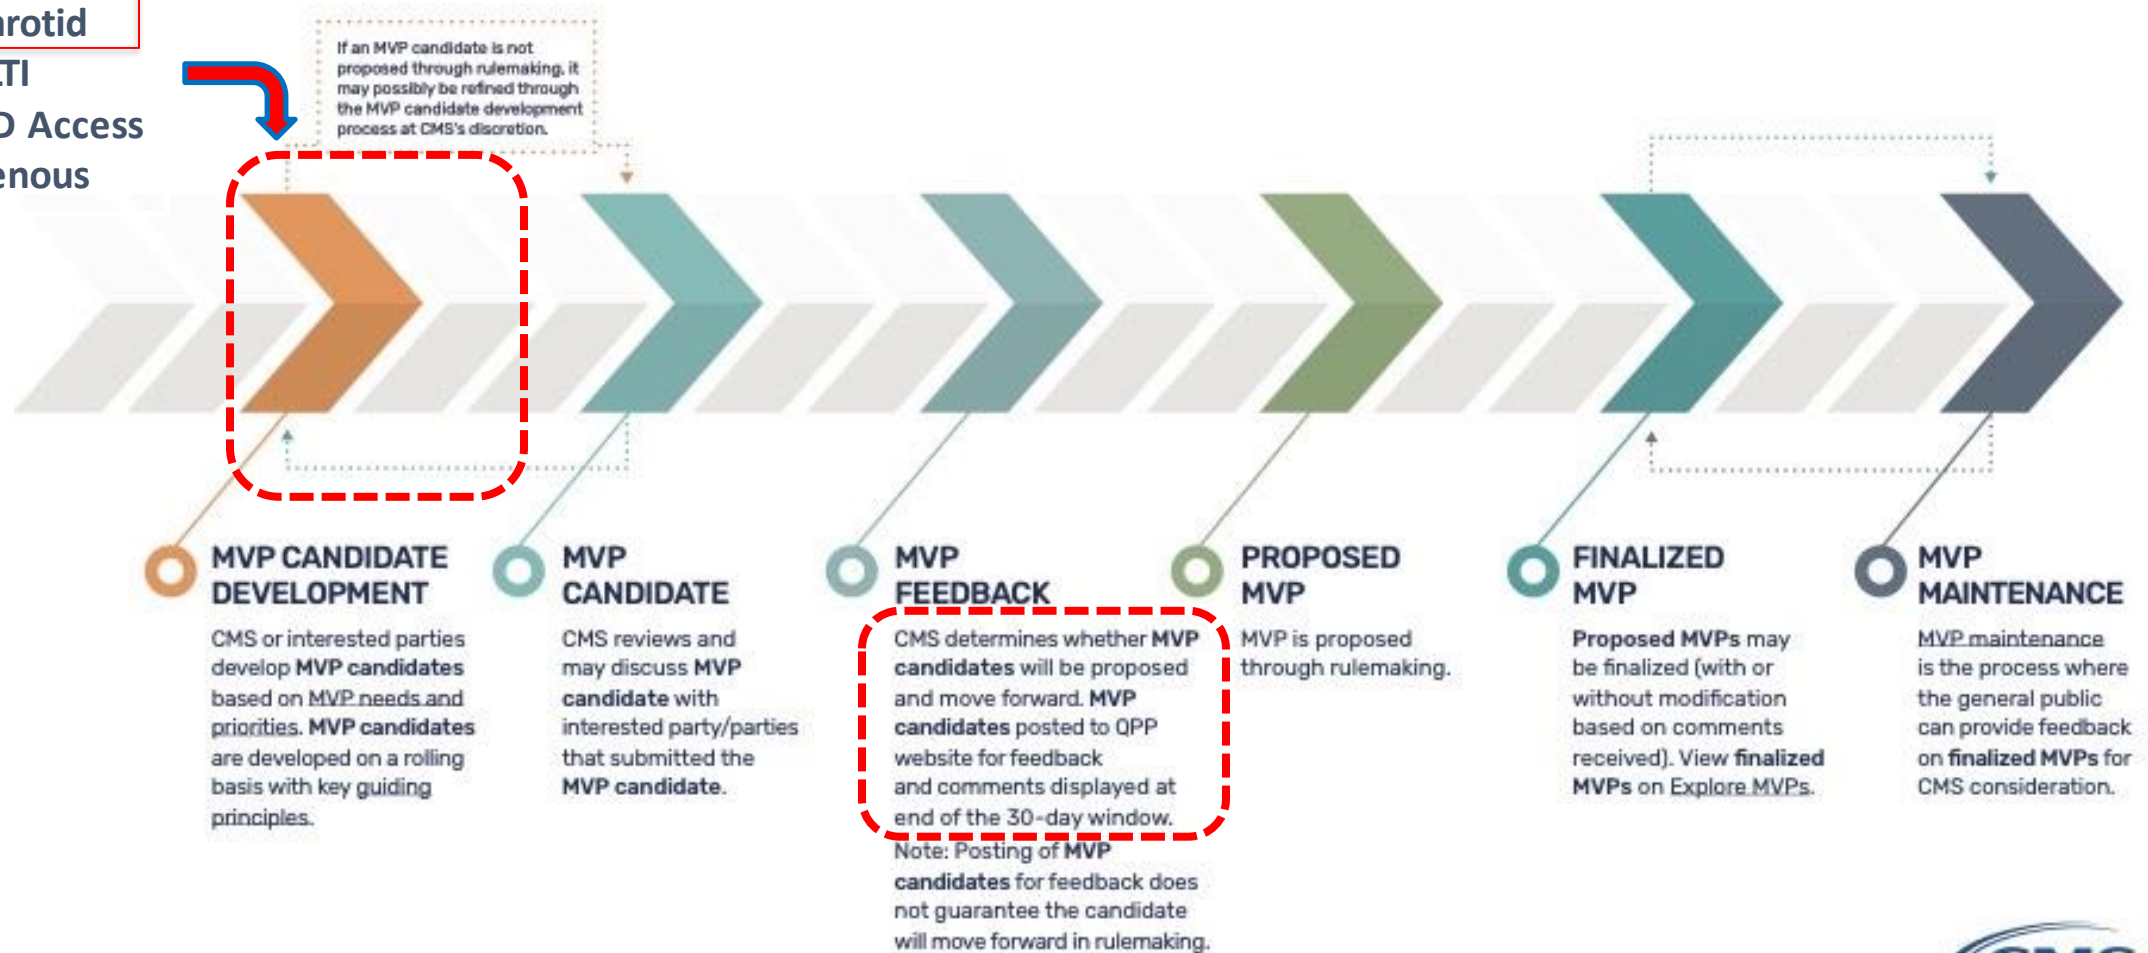 arotid
LTI
D Access
enous
If an MVP candidate is not
proposed through rulemaking, it
may possibly be refined through
the MVP candidate development
process at CMS's discretion.
MVP CANDIDATE
DEVELOPMENT
CMS or interested parties
develop MVP candidates
based on MVP needs and
priorities. MVP candidates
are developed on a rolling
basis with key guiding
principles.
MVP
CANDIDATE
CMS reviews and
may discuss MVP
candidate with
interested party/parties
that submitted the
MVP candidate.
MVP
FEEDBACK
CMS determines whether MVP
candidates will be proposed
and move forward. MVP
candidates posted to QPP
website for feedback
and comments displayed at
end of the 30-day window.
Note: Posting of MVP
candidates for feedback does
not guarantee the candidate
will move forward in rulemaking.
PROPOSED
MVP
MVP is proposed
through rulemaking.
FINALIZED
MVP
Proposed MVPs may
be finalized (with or
without modification
based on comments
received). View finalized
MVPs on Explore MVPs.
MVP
MAINTENANCE
MVP maintenance
is the process where
the general public
can provide feedback
on finalized MVPs for
CMS consideration.
CMS